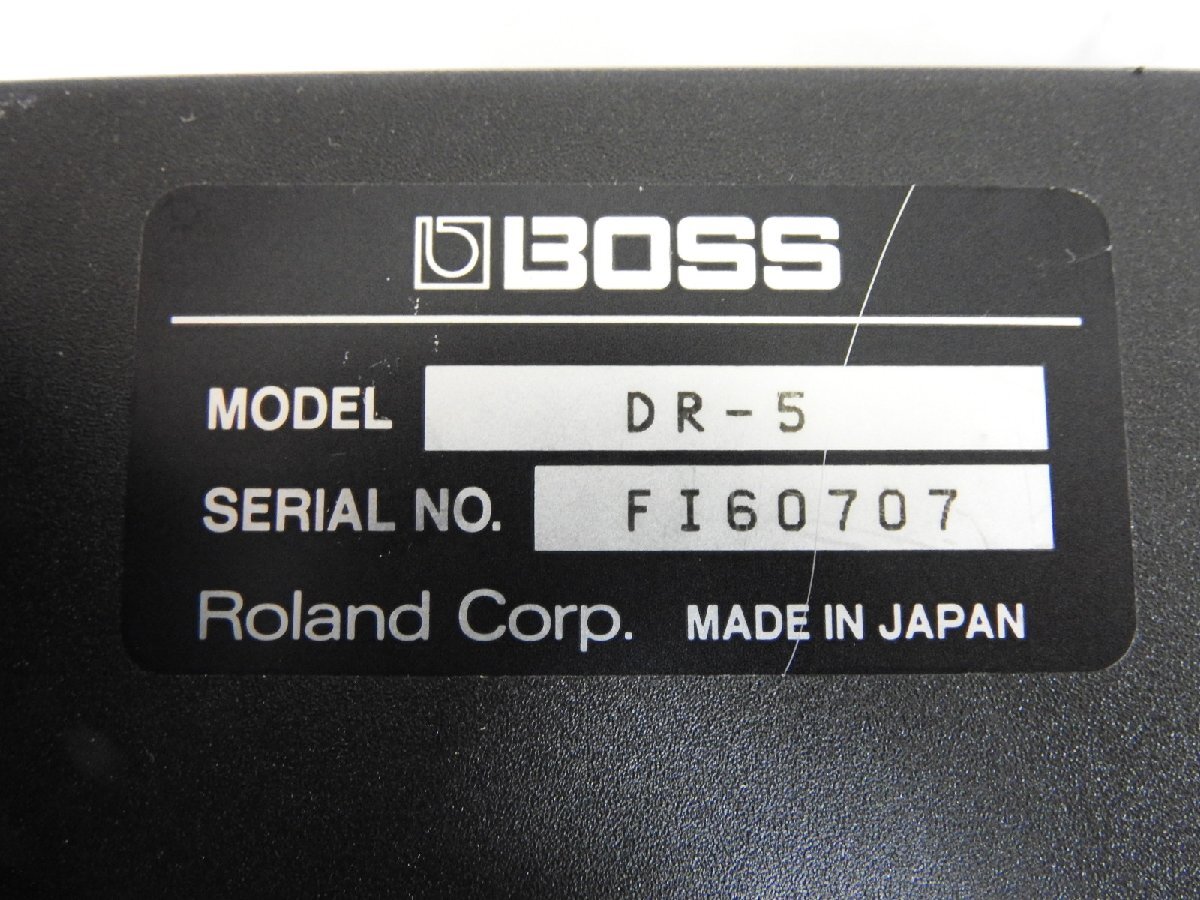 BOSS
MODEL DR-5
SERIAL NO. FI60707
Roland Corp. MADE IN JAPAN